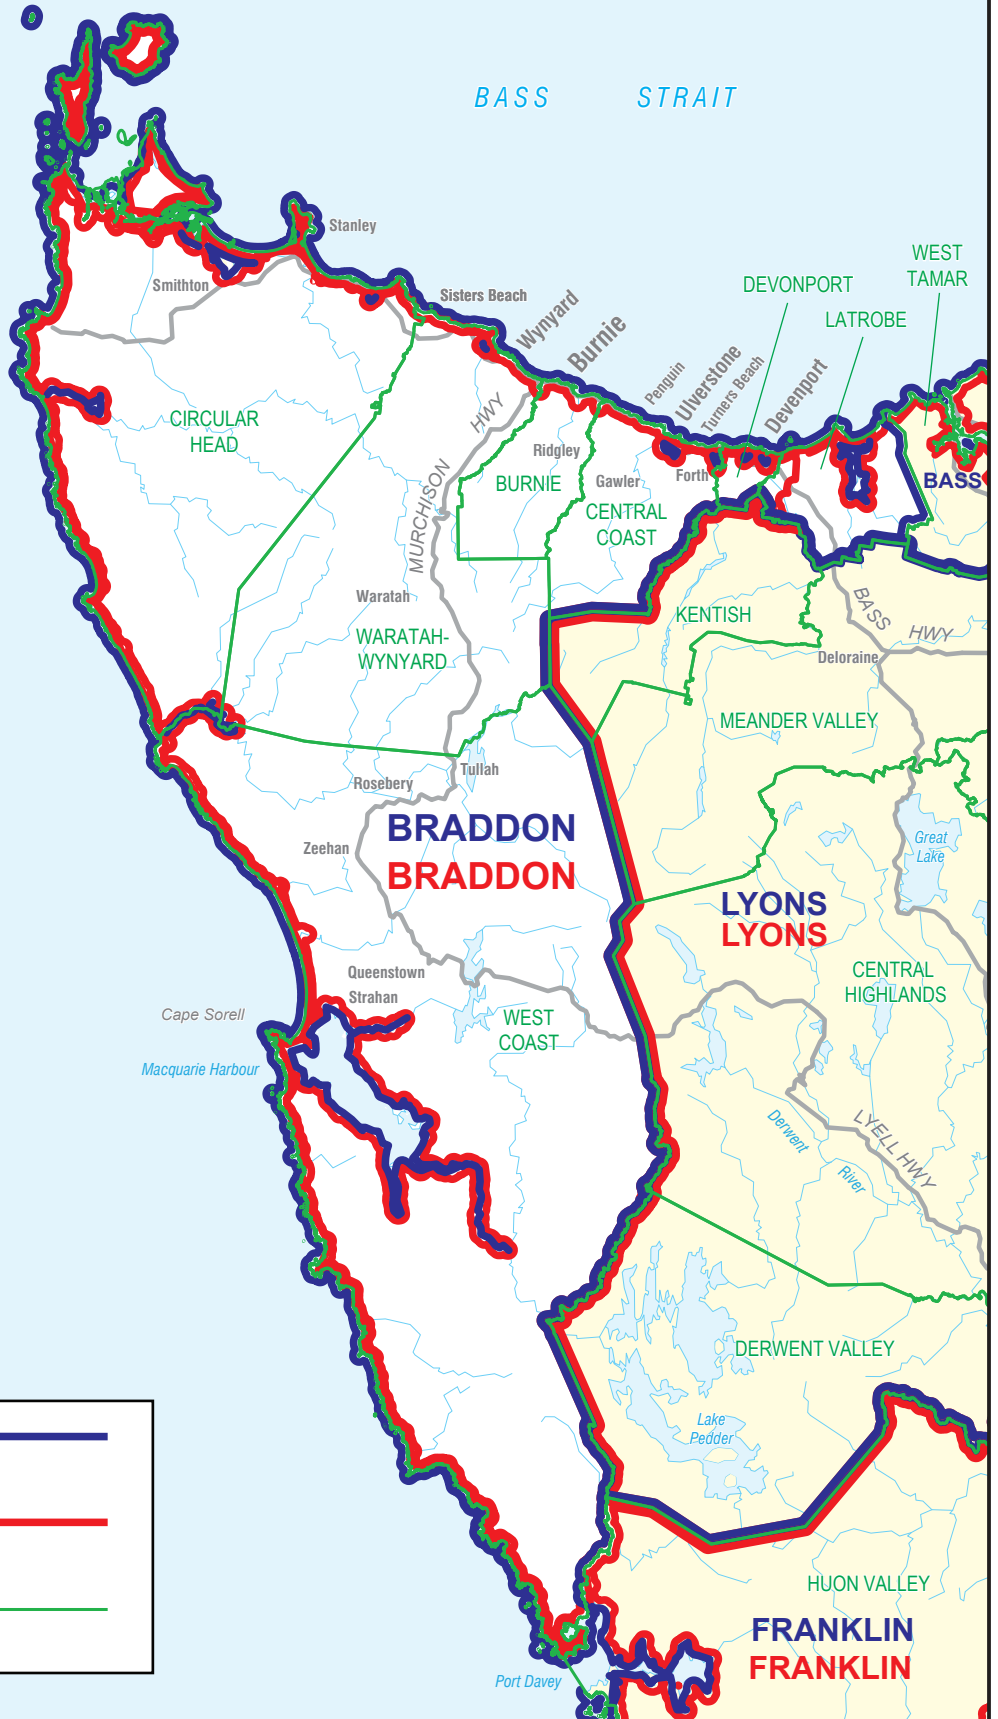 BASS STRAIT
Stanley
WEST
TAMAR
Smithton
DEVONPORT
Sisters Beach
Wynyard
LATROBE
Burnie
Penguin
Ulverstone
Turners Beach
Devenport
CIRCULAR
HEAD
HWY
Ridgley
BURNIE
Gawler
Forth
BASS
CENTRAL
COAST
MURCHISON
Waratah
KENTISH
BASS
HWY
WARATAH-
WYNYARD
Deloraine
MEANDER VALLEY
Tullah
Rosebery
BRADDON
BRADDON
Zeehan
Great
Lake
LYONS
LYONS
Queenstown
Strahan
CENTRAL
HIGHLANDS
Cape Sorell
WEST
COAST
Macquarie Harbour
Derwent
River
LYELL HWY
DERWENT VALLEY
Lake
Pedder
HUON VALLEY
FRANKLIN
FRANKLIN
Port Davey